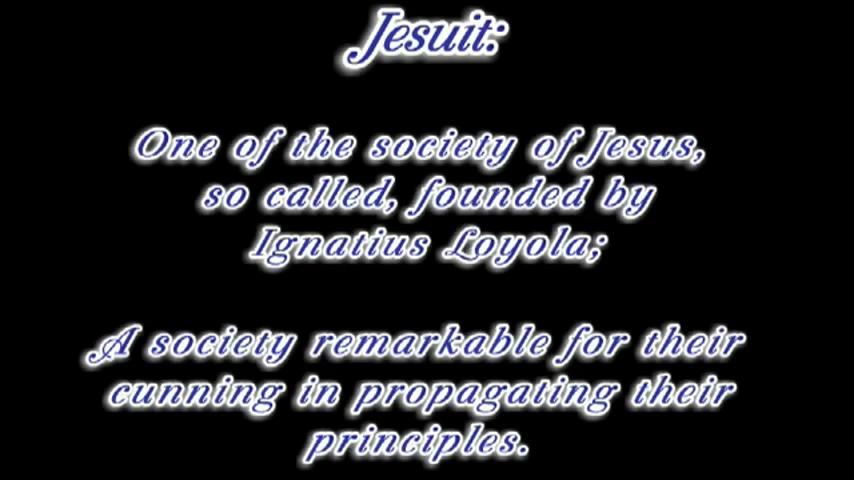 Jesuit:
One of the society of Jesus,
so called, founded by
Ignatius Loyola;
A society remarkable for their
cunning in propagating their
principles.